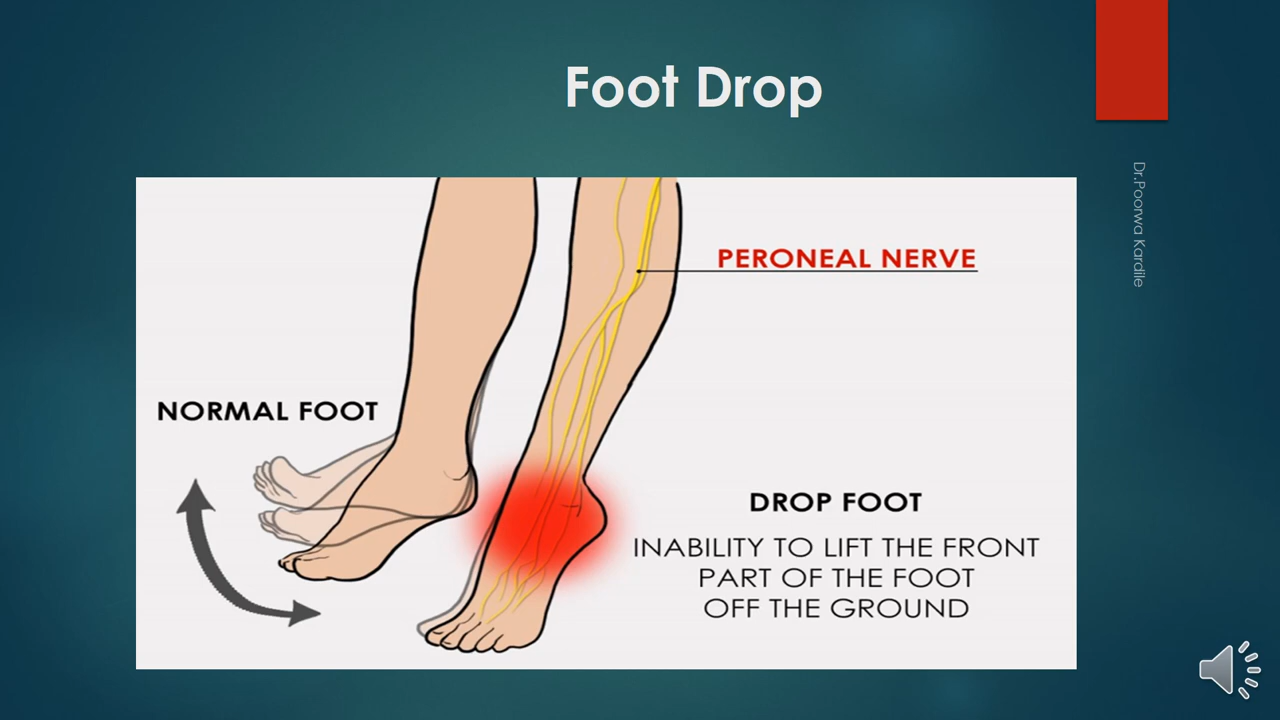 Foot Drop
Dr.Poorwa Kardile
PERONEAL NERVE
NORMAL FOOT
DROP FOOT
INABILITY TO LIFT THE FRONT
PART OF THE FOOT
OFF THE GROUND